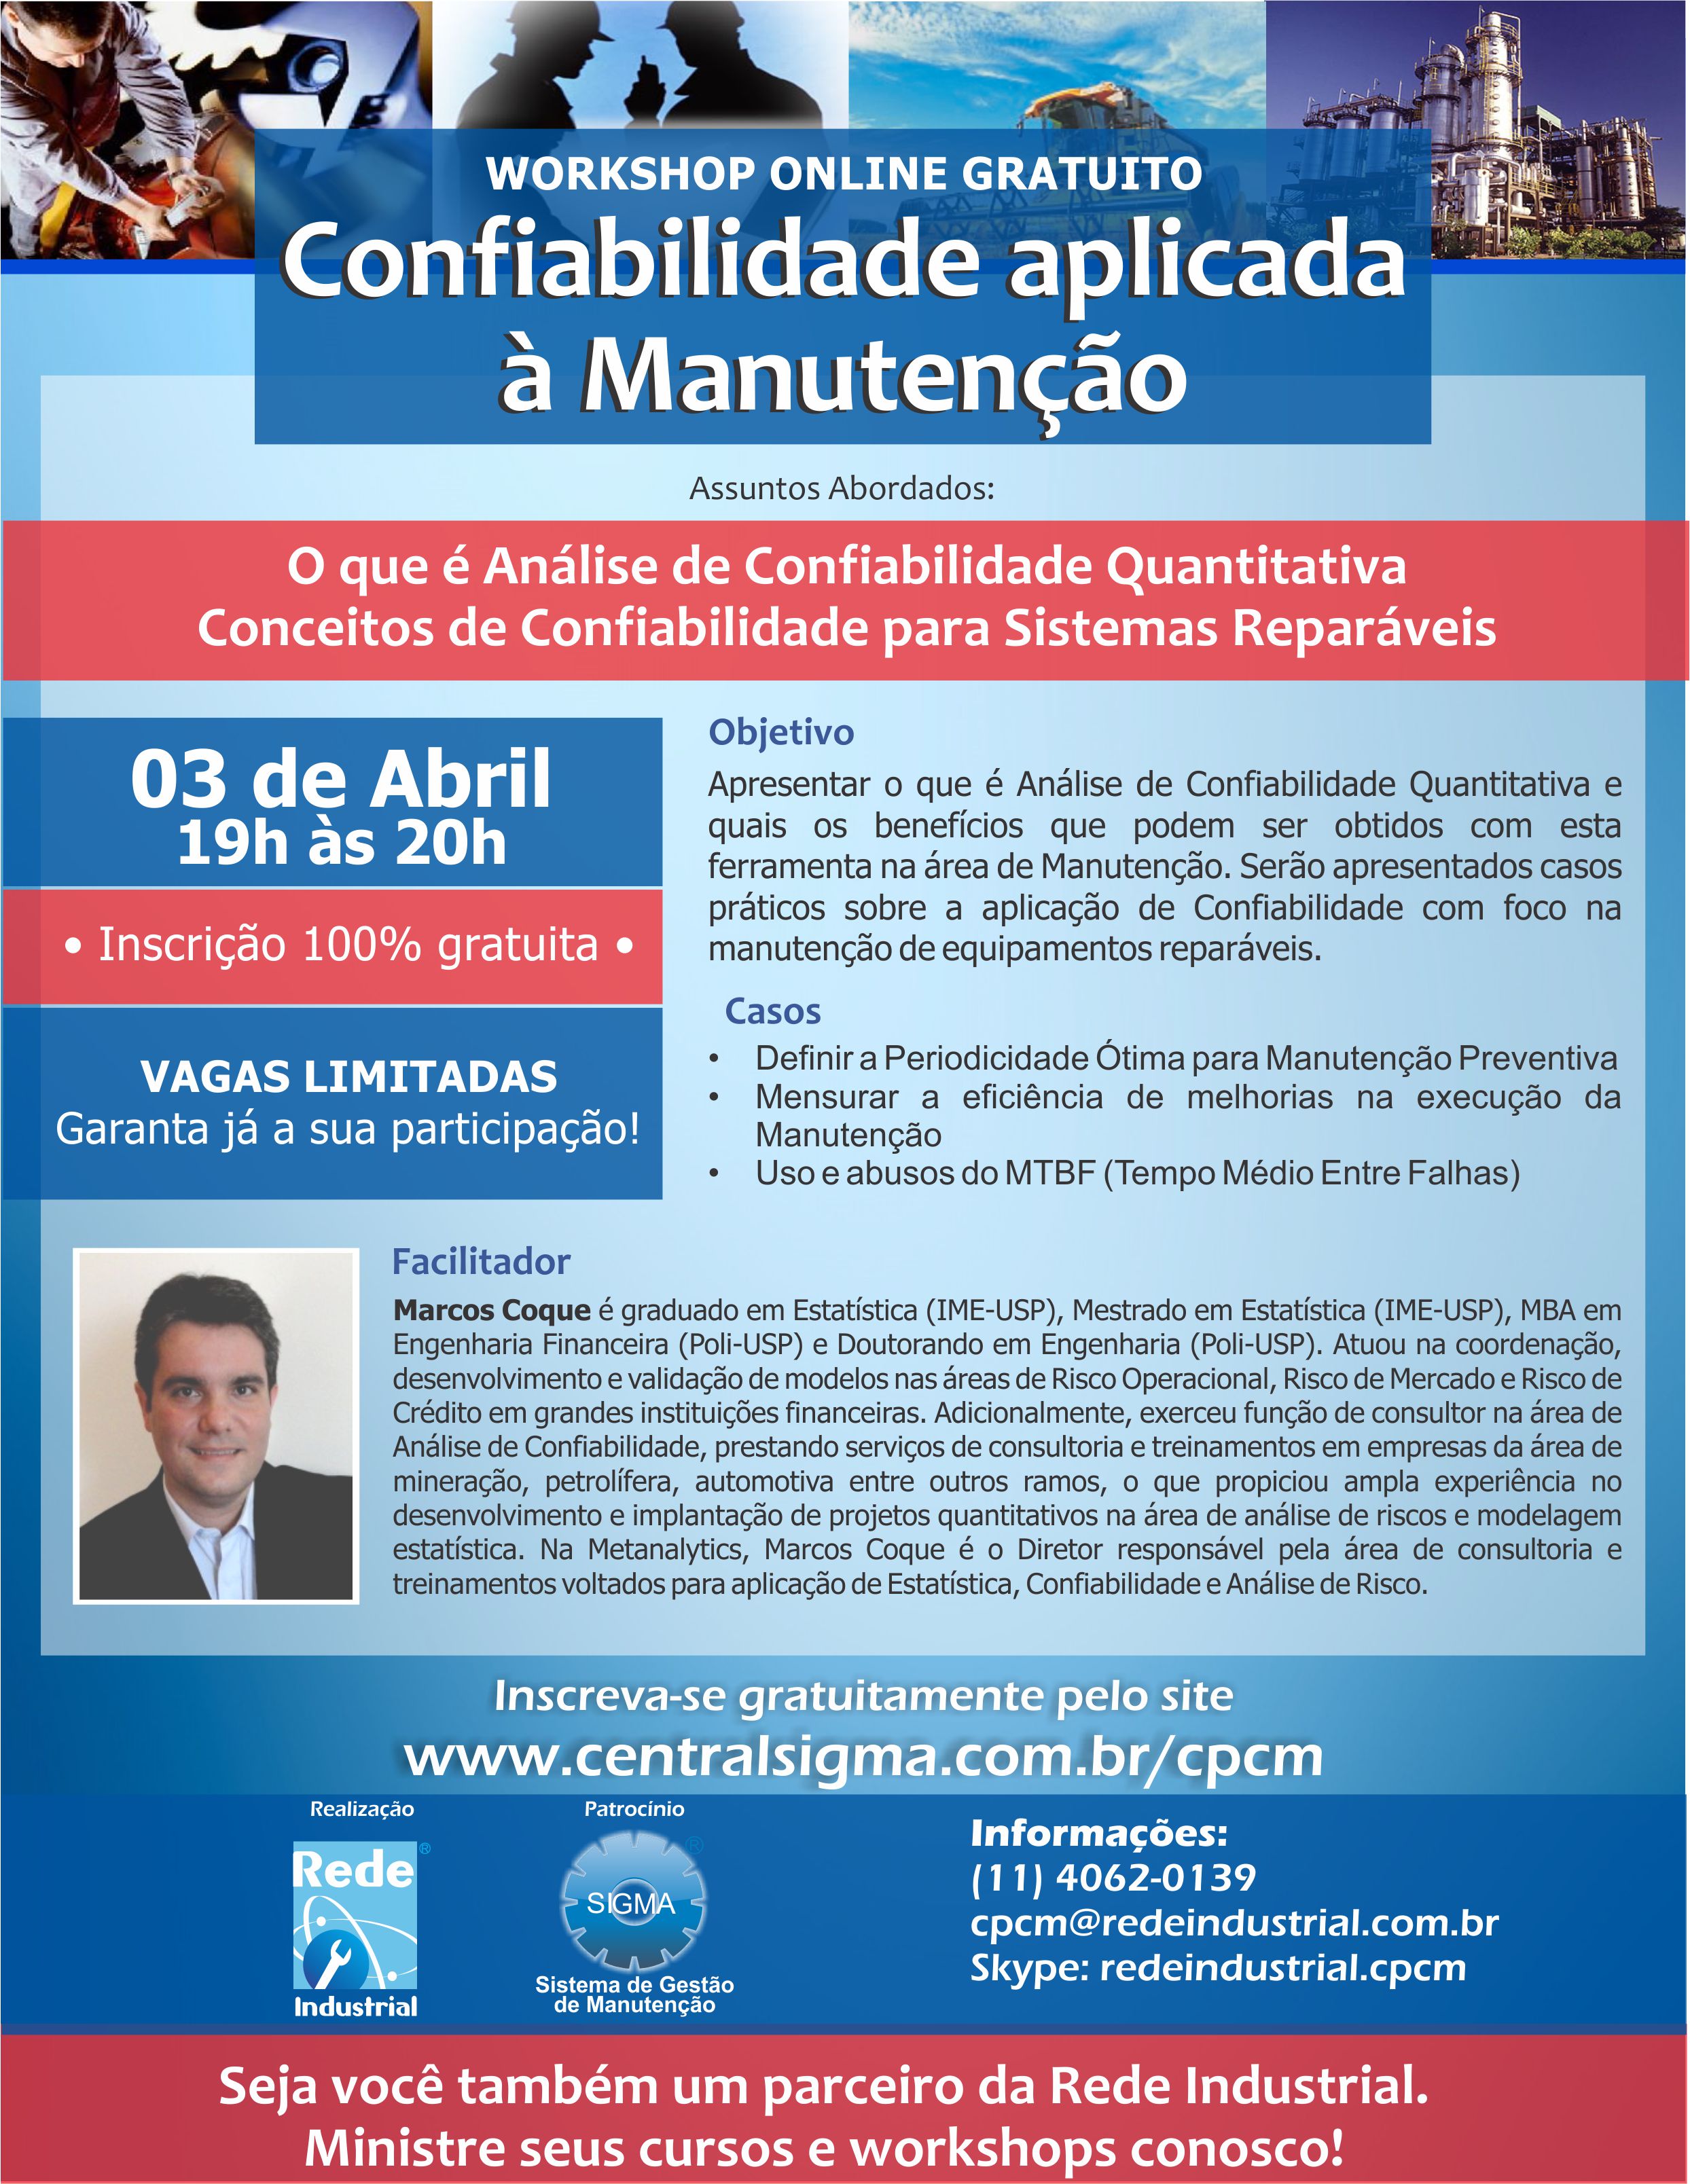 WORKSHOP ONLINE GRATUITO
Confiabilidade aplicada
à Manutenção
Assuntos Abordados:
O que é Análise de Confiabilidade Quantitativa
Conceitos de Confiabilidade para Sistemas Reparáveis
03 de Abril
19h às 20h
• Inscrição 100% gratuita •
VAGAS LIMITADAS
Garanta já a sua participação!
Objetivo
Apresentar o que é Análise de Confiabilidade Quantitativa e
quais os benefícios que podem ser obtidos com esta
ferramenta na área de Manutenção. Serão apresentados casos
práticos sobre a aplicação de Confiabilidade com foco na
manutenção de equipamentos reparáveis.
Casos
• Definir a Periodicidade Ótima para Manutenção Preventiva
• Mensurar a eficiência de melhorias na execução da
Manutenção
• Uso e abusos do MTBF (Tempo Médio Entre Falhas)
Facilitador
Marcos Coque é graduado em Estatística (IME-USP), Mestrado em Estatística (IME-USP), MBA em
Engenharia Financeira (Poli-USP) e Doutorando em Engenharia (Poli-USP). Atuou na coordenação,
desenvolvimento e validação de modelos nas áreas de Risco Operacional, Risco de Mercado e Risco de
Crédito em grandes instituições financeiras. Adicionalmente, exerceu função de consultor na área de
Análise de Confiabilidade, prestando serviços de consultoria e treinamentos em empresas da área de
mineração, petrolífera, automotiva entre outros ramos, o que propiciou ampla experiência no
desenvolvimento e implantação de projetos quantitativos na área de análise de riscos e modelagem
estatística. Na Metanalytics, Marcos Coque é o Diretor responsável pela área de consultoria e
treinamentos voltados para aplicação de Estatística, Confiabilidade e Análise de Risco.
Inscreva-se gratuitamente pelo site
www.centralsigma.com.br/cpcm
Realização
Rede ®
Industrial
Patrocínio
®
SIGMA
Sistema de Gestão
de Manutenção
Informações:
(11) 4062-0139
cpcm@redeindustrial.com.br
Skype: redeindustrial.cpcm
Seja você também um parceiro da Rede Industrial.
Ministre seus cursos e workshops conosco!